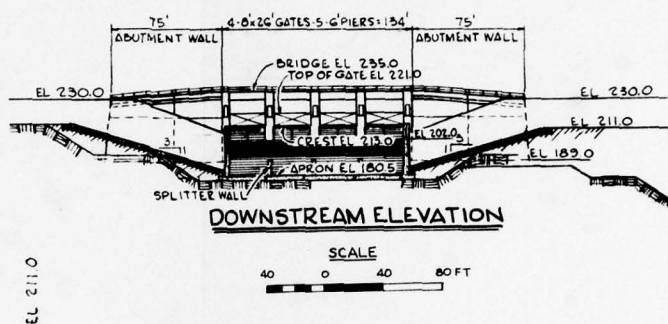 75' 4-8'x26' GATES-5-6' PIERS=134' 75'
ABUTMENT WALL ABUTMENT WALL
BRIDGE EL 235.0
TOP OF GATE EL 221.0
EL 230.0 EL 230.0
EL 211.0
EL 202.0
CREST EL 213.0
3 1 1 3
EL 189.0
APRON EL 180.5
SPLITTER WALL
DOWNSTREAM ELEVATION
SCALE
40 0 40 80 FT
EL 211.0